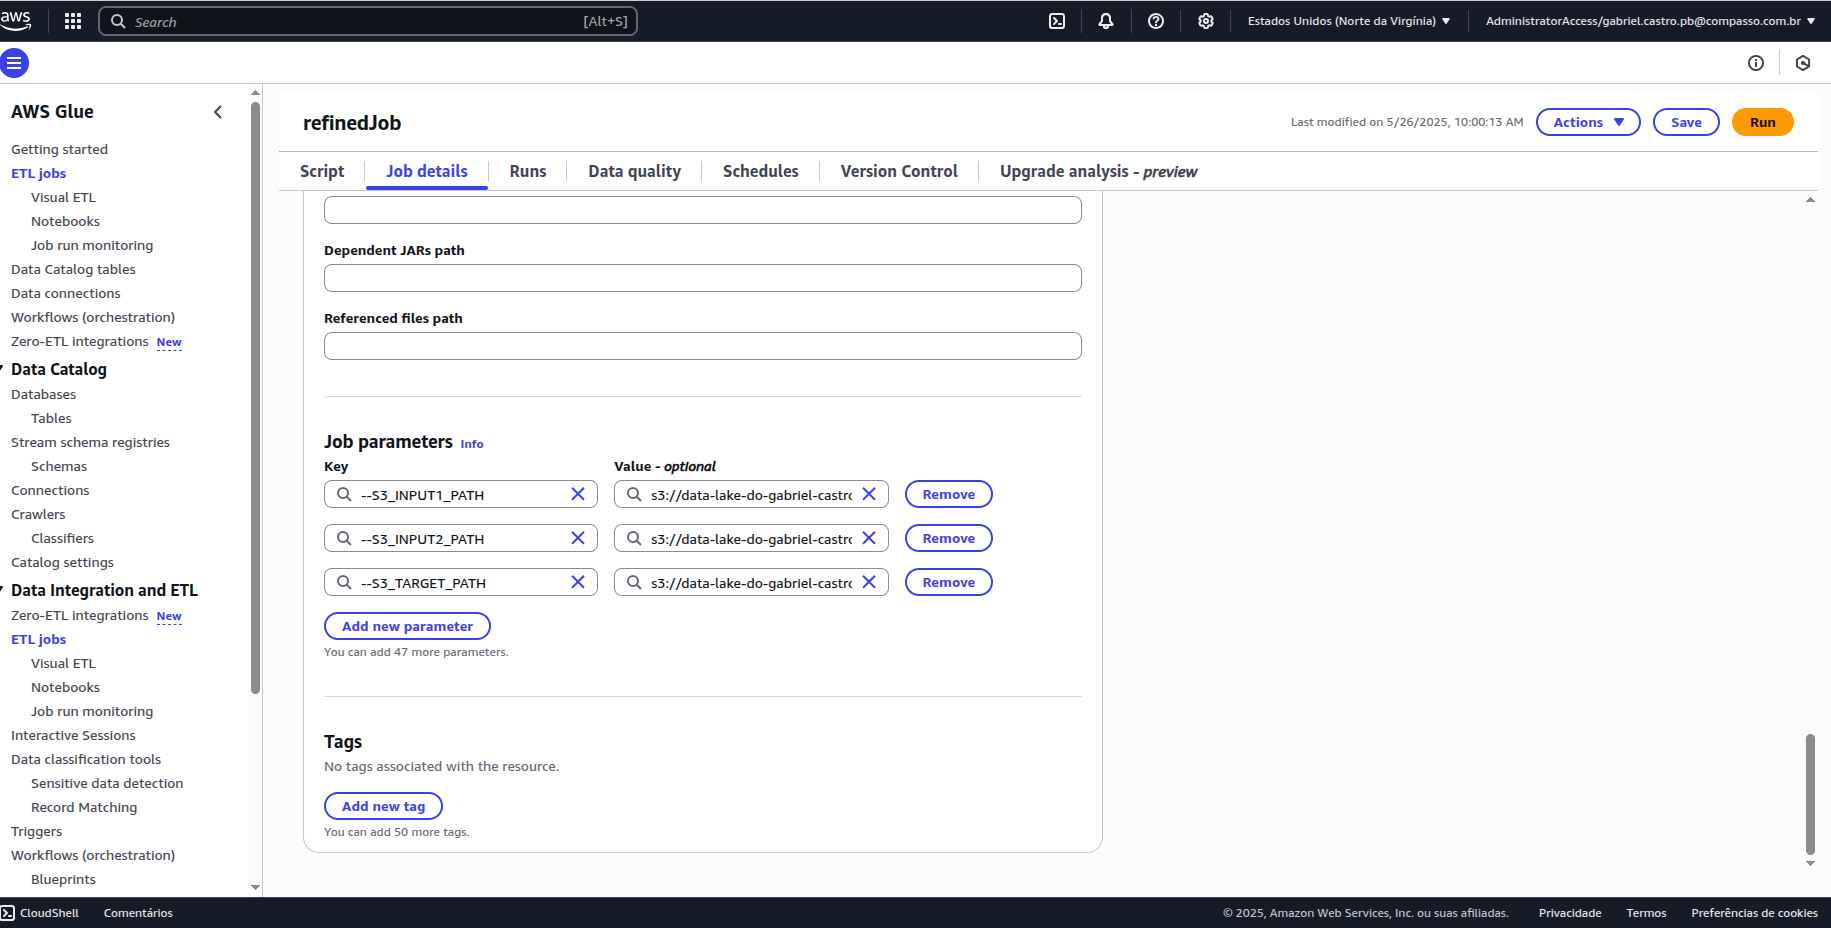 aws
Search [Alt+S]
Estados Unidos (Norte da Virgínia)
AdministratorAccess/gabriel.castro.pb@compasso.com.br
AWS Glue
Getting started
ETL jobs
Visual ETL
Notebooks
Job run monitoring
Data Catalog tables
Data connections
Workflows (orchestration)
Zero-ETL integrations New
Data Catalog
Databases
Tables
Stream schema registries
Schemas
Connections
Crawlers
Classifiers
Catalog settings
Data Integration and ETL
Zero-ETL integrations New
ETL jobs
Visual ETL
Notebooks
Job run monitoring
Interactive Sessions
Data classification tools
Sensitive data detection
Record Matching
Triggers
Workflows (orchestration)
Blueprints
refinedJob
Last modified on 5/26/2025, 10:00:13 AM
Actions
Save
Run
Script
Job details
Runs
Data quality
Schedules
Version Control
Upgrade analysis - preview
Dependent JARs path
Referenced files path
Job parameters Info
Key Value - optional
--S3_INPUT1_PATH s3://data-lake-do-gabriel-castro Remove
--S3_INPUT2_PATH s3://data-lake-do-gabriel-castro Remove
--S3_TARGET_PATH s3://data-lake-do-gabriel-castro Remove
Add new parameter
You can add 47 more parameters.
Tags
No tags associated with the resource.
Add new tag
You can add 50 more tags.
CloudShell
Comentários
© 2025, Amazon Web Services, Inc. ou suas afiliadas.
Privacidade
Termos
Preferências de cookies